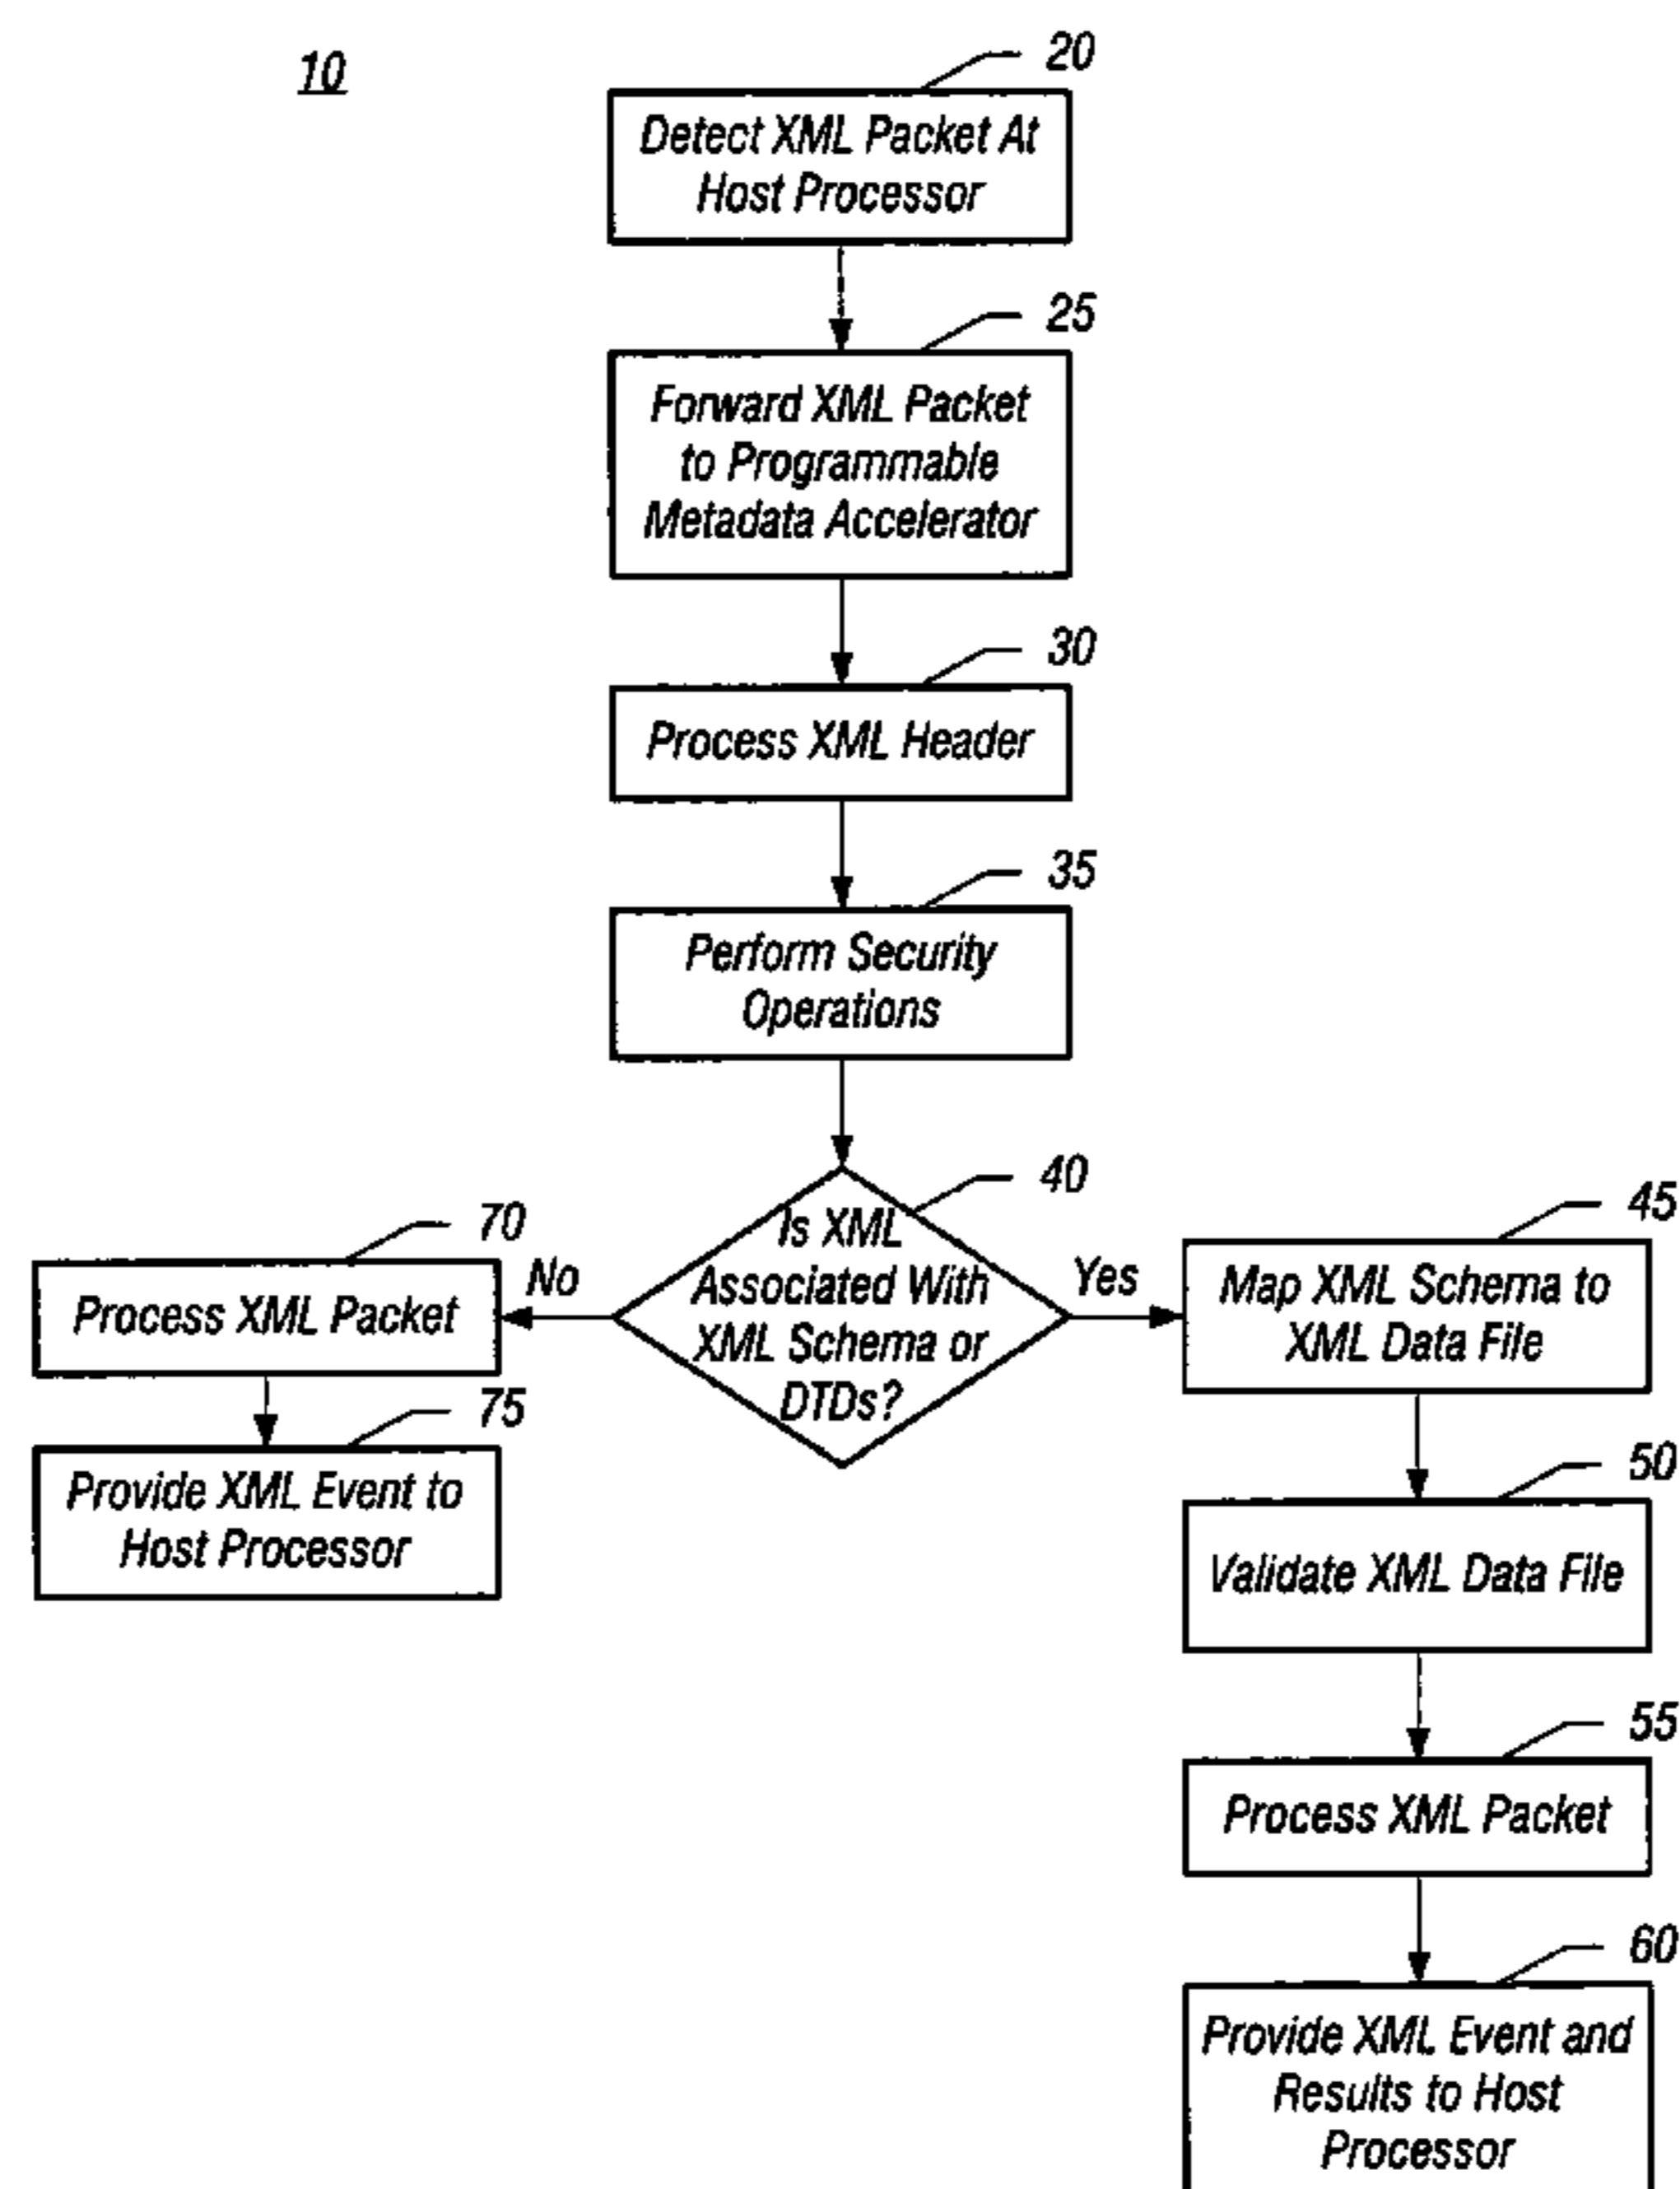 10
20
Detect XML Packet At
Host Processor
25
Forward XML Packet
to Programmable
Metadata Accelerator
30
Process XML Header
35
Perform Security
Operations
40
Is XML
Associated With
XML Schema or
DTDs?
No
Yes
70
Process XML Packet
75
Provide XML Event to
Host Processor
45
Map XML Schema to
XML Data File
50
Validate XML Data File
55
Process XML Packet
60
Provide XML Event and
Results to Host
Processor